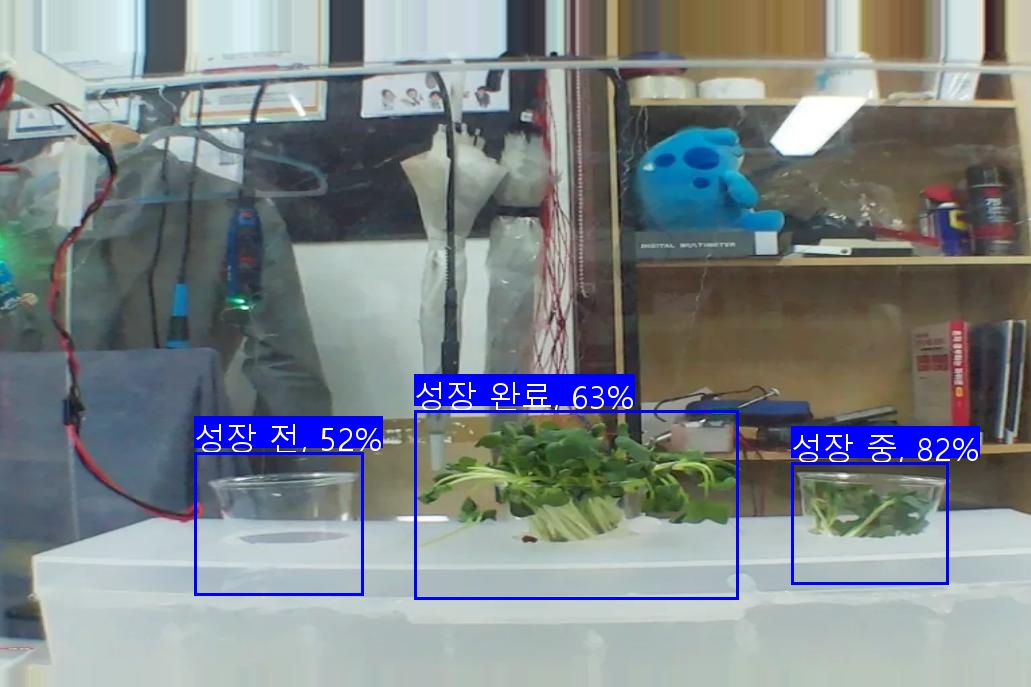 DIGITAL MULTIMETER
성장 완료, 63%
성장 전, 52%
성장 중, 82%